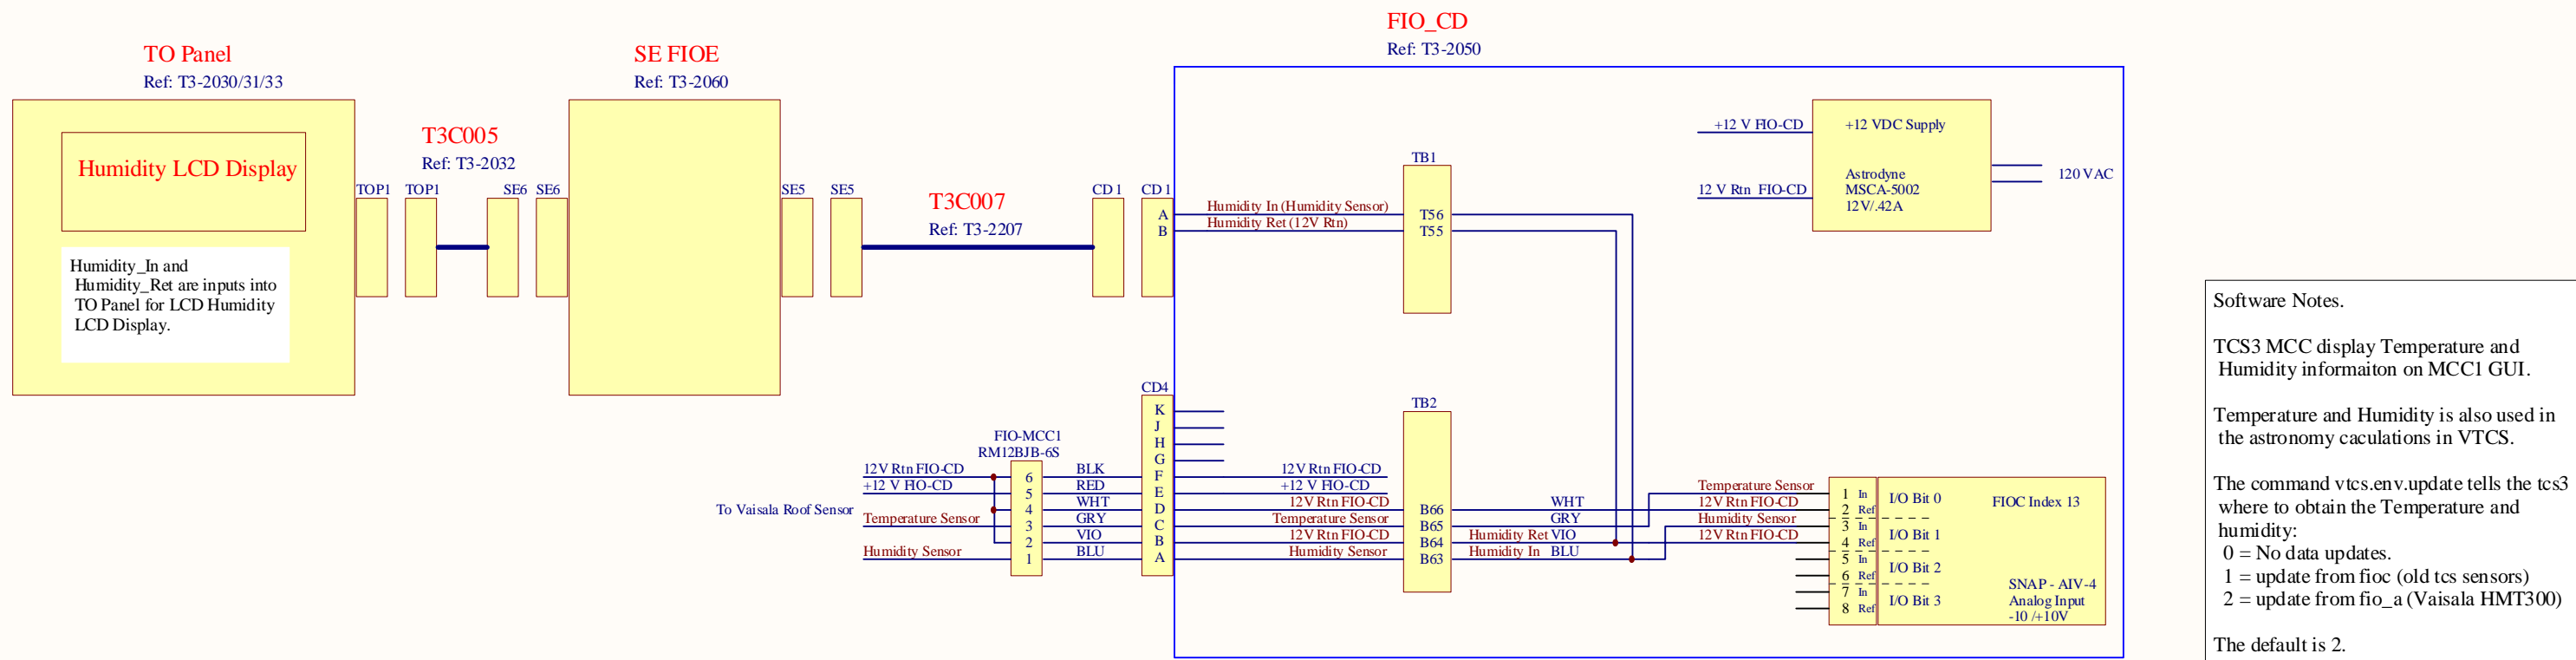 FIO_CD
Ref: T3-2050
TO Panel
Ref: T3-2030/31/33
SE FIOE
Ref: T3-2060
Humidity LCD Display
Humidity_In and
Humidity_Ret are inputs into
TO Panel for LCD Humidity
LCD Display.
T3C005
Ref: T3-2032
TOP1 TOP1 SE6 SE6
SE5 SE5
T3C007
Ref: T3-2207
CD1 CD1
A
B
Humidity In (Humidity Sensor)
Humidity Ret (12V Rtn)
TB1
T56
T55
+12 V FIO-CD
12 V Rtn FIO-CD
+12 VDC Supply
Astrodyne
MSCA-5002
12V/.42A
120 VAC
To Vaisala Roof Sensor
12V Rtn FIO-CD
+12 V FIO-CD
Temperature Sensor
Humidity Sensor
FIO-MCC1
RM12BJB-6S
6
5
4
3
2
1
BLK
RED
WHT
GRY
VIO
BLU
CD4
K
J
H
G
F
E
D
C
B
A
12V Rtn FIO-CD
+12 V FIO-CD
12V Rtn FIO-CD
Temperature Sensor
12V Rtn FIO-CD
Humidity Sensor
TB2
B66
B65
B64
B63
WHT
GRY
Humidity Ret VIO
Humidity In BLU
Temperature Sensor
12V Rtn FIO-CD
Humidity Sensor
12V Rtn FIO-CD
1 In
2 Ref
3 In
4 Ref
5 In
6 Ref
7 In
8 Ref
I/O Bit 0
I/O Bit 1
I/O Bit 2
I/O Bit 3
FIOC Index 13
SNAP - AIV-4
Analog Input
-10 /+10V
Software Notes.
TCS3 MCC display Temperature and
Humidity informaiton on MCC1 GUI.
Temperature and Humidity is also used in
the astronomy caculations in VTCS.
The command vtcs.env.update tells the tcs3
where to obtain the Temperature and
humidity:
0 = No data updates.
1 = update from fioc (old tcs sensors)
2 = update from fio_a (Vaisala HMT300)
The default is 2.